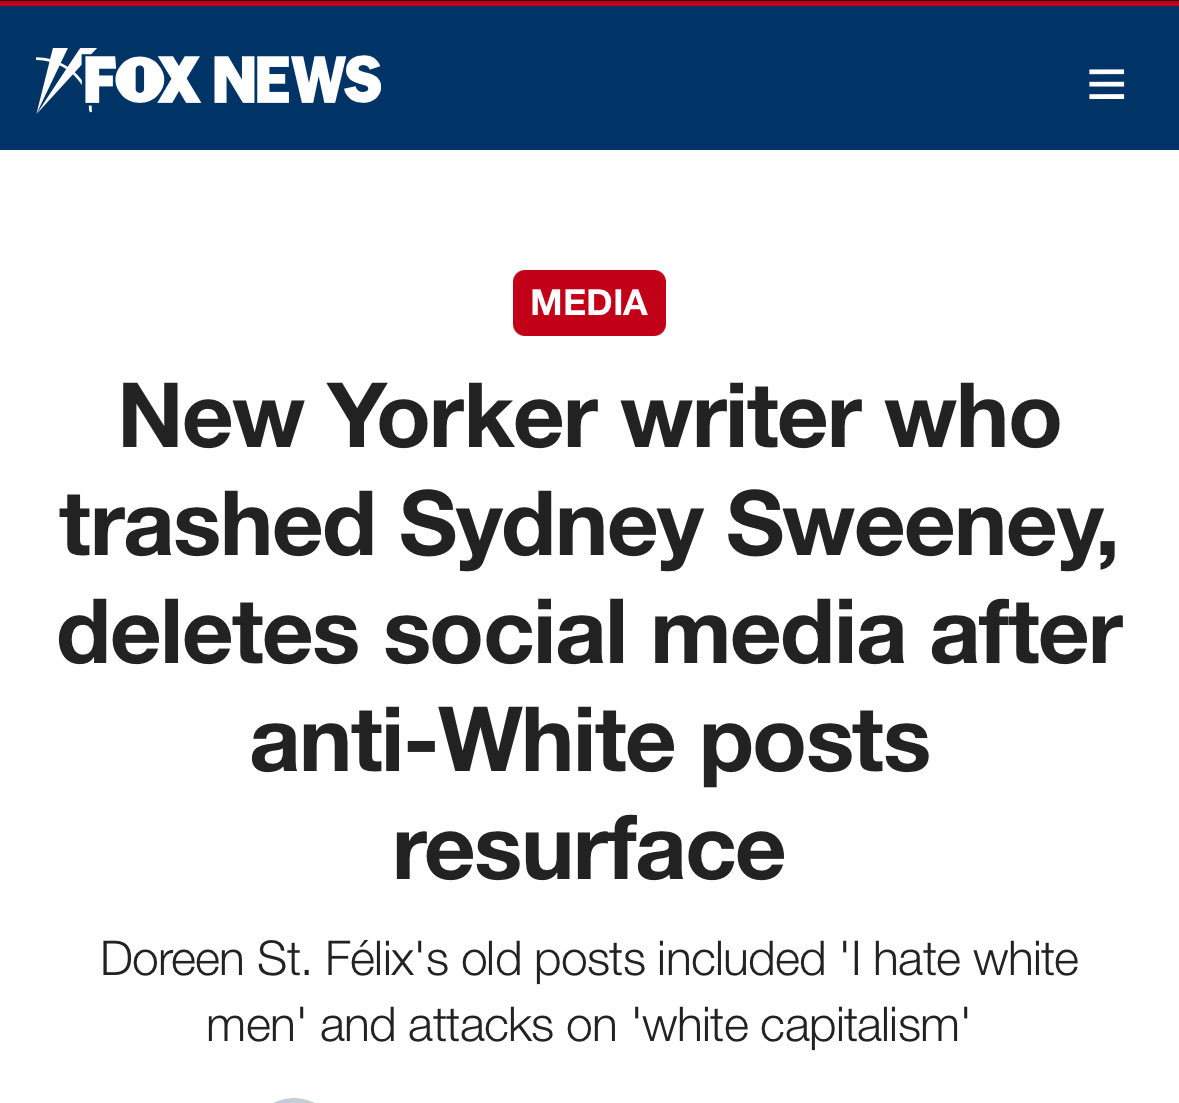 FOX NEWS
MEDIA
New Yorker writer who
trashed Sydney Sweeney,
deletes social media after
anti-White posts
resurface
Doreen St. Félix's old posts included 'I hate white
men' and attacks on 'white capitalism'